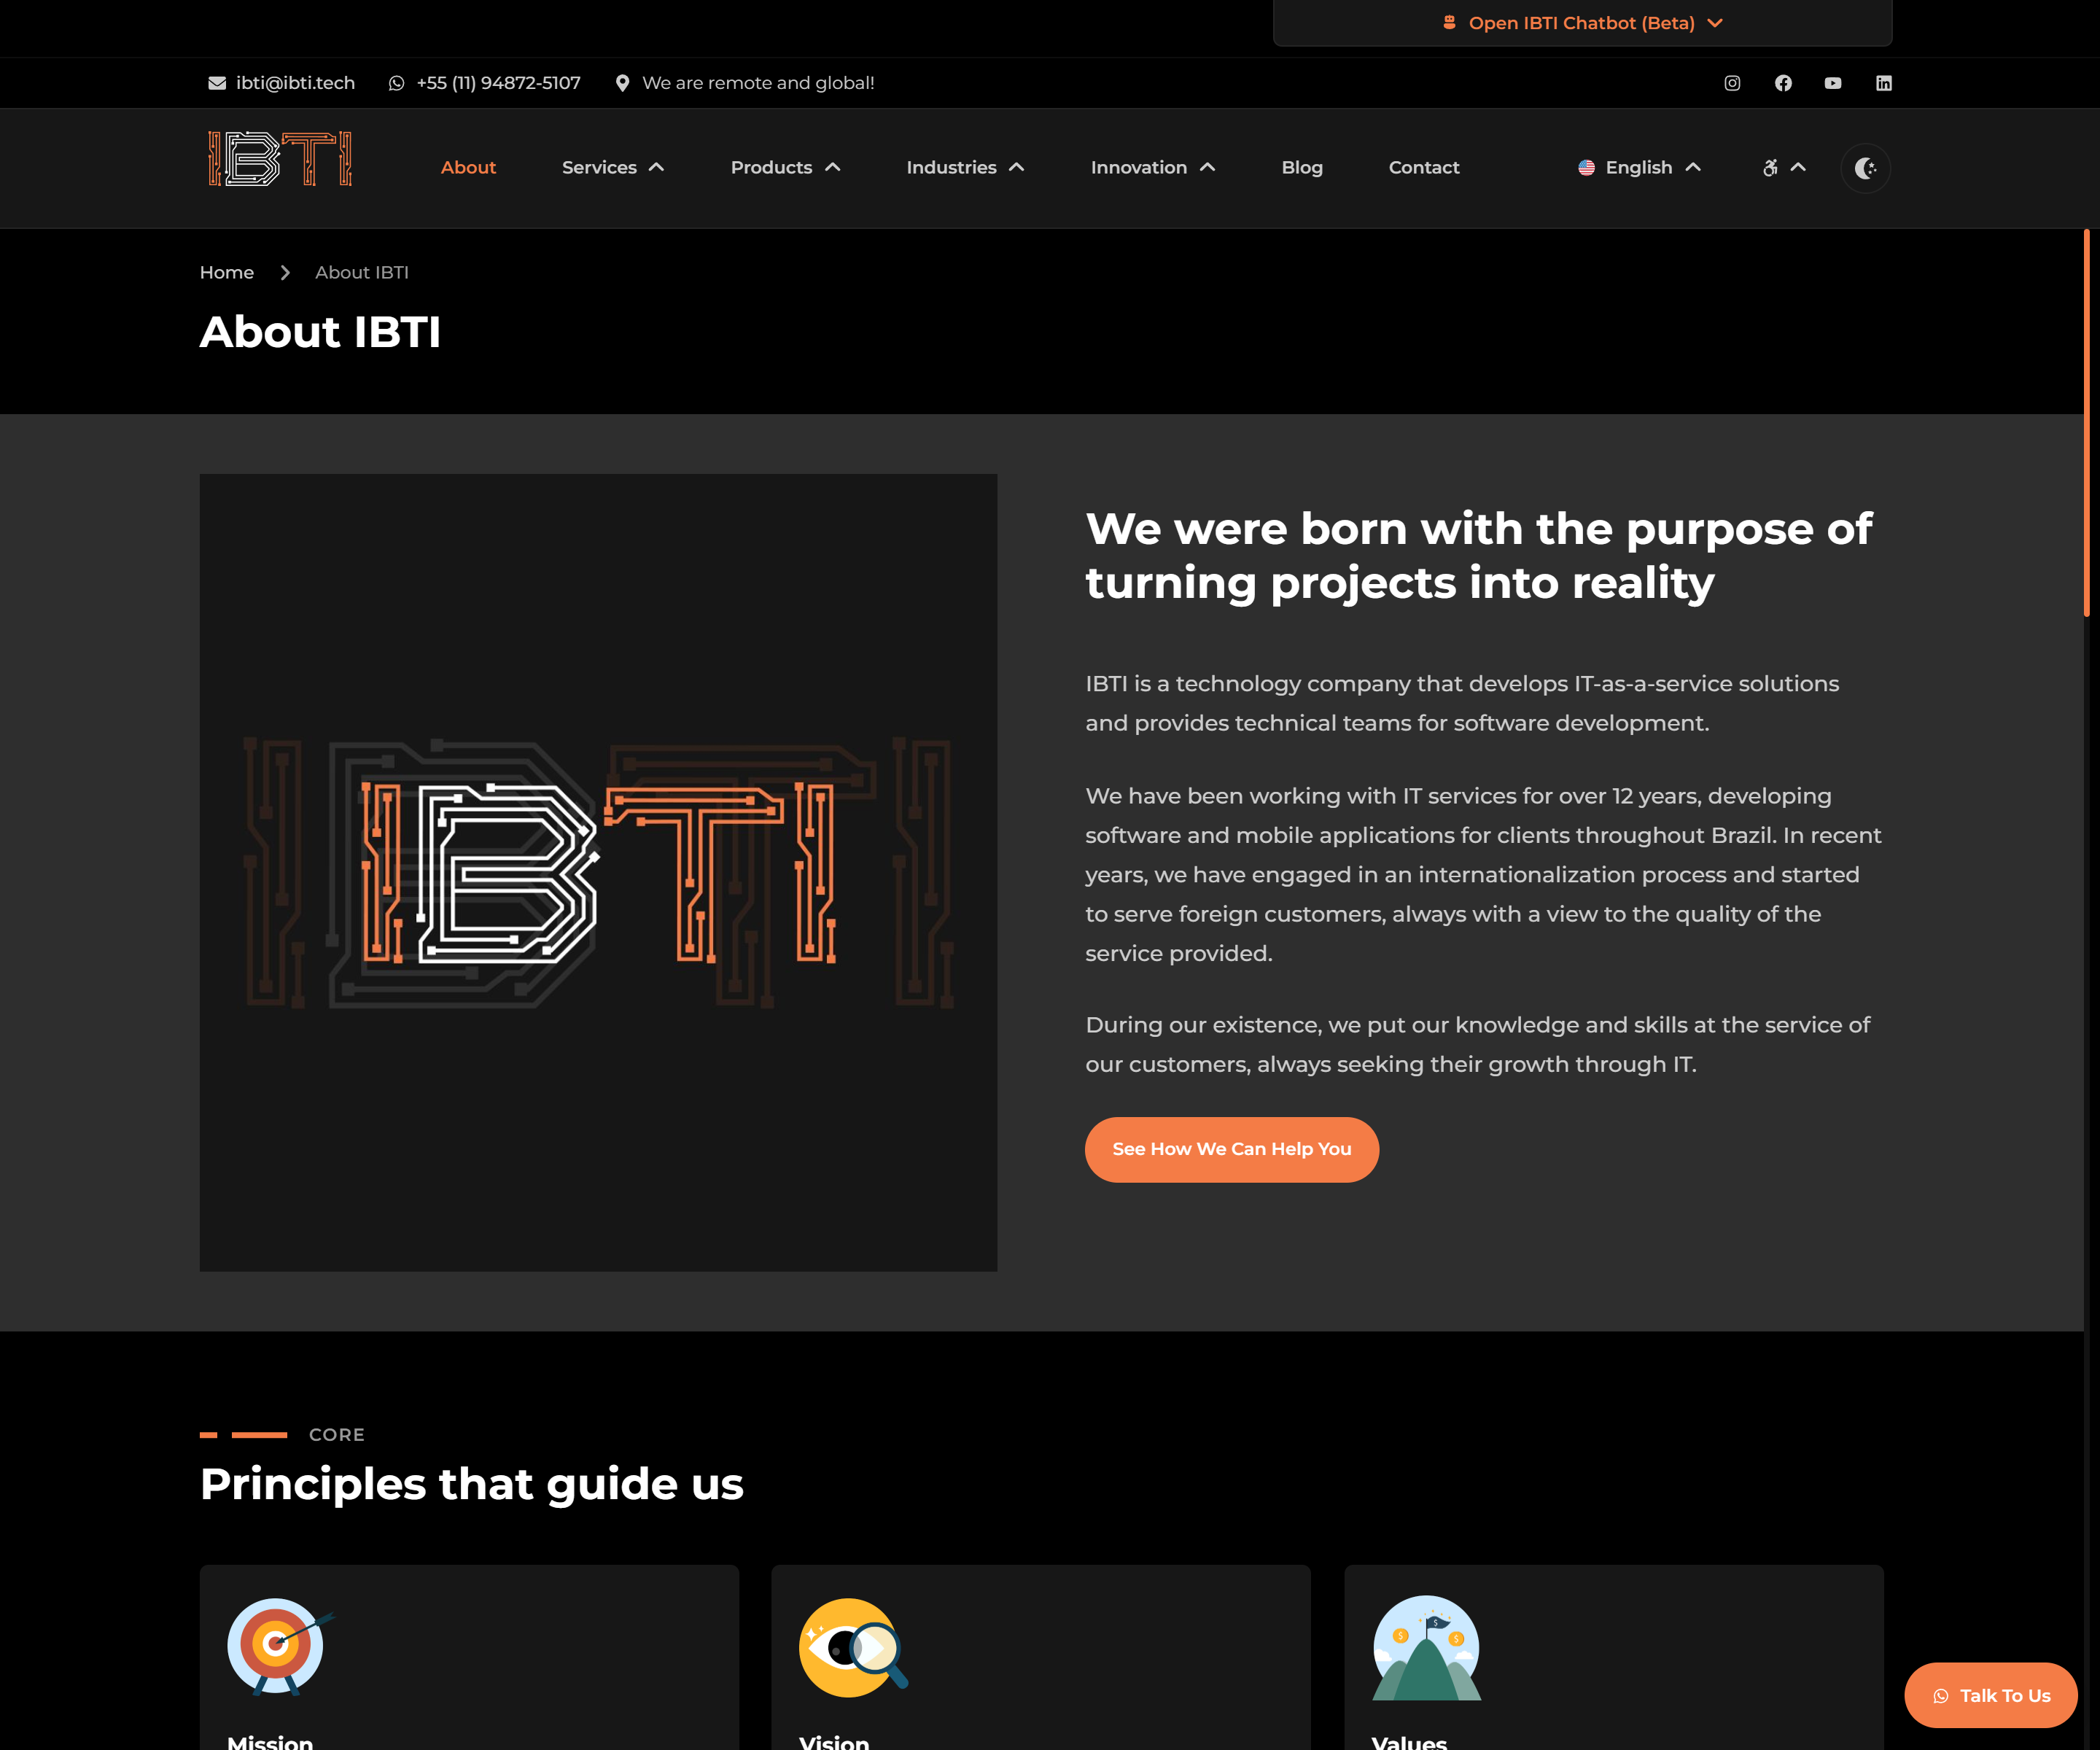 Open IBTI Chatbot (Beta)
ibti@ibti.tech
+55 (11) 94872-5107
We are remote and global!
IBTI
About
Services
Products
Industries
Innovation
Blog
Contact
English
Home
About IBTI
About IBTI
We were born with the purpose of
turning projects into reality
IBTI
IBTI is a technology company that develops IT-as-a-service solutions
and provides technical teams for software development.
We have been working with IT services for over 12 years, developing
software and mobile applications for clients throughout Brazil. In recent
years, we have engaged in an internationalization process and started
to serve foreign customers, always with a view to the quality of the
service provided.
During our existence, we put our knowledge and skills at the service of
our customers, always seeking their growth through IT.
See How We Can Help You
CORE
Principles that guide us
Mission
Vision
Values
Talk To Us